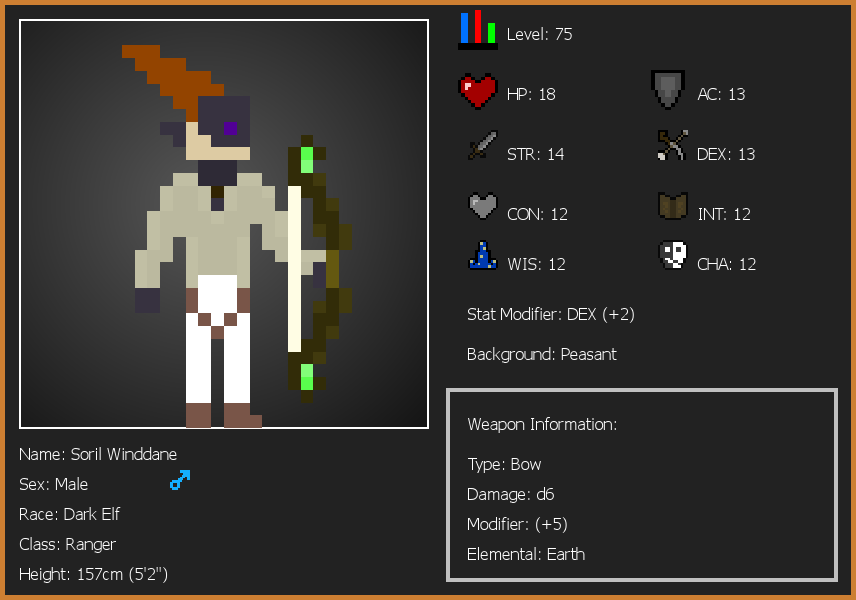 Level: 75
HP: 18
AC: 13
STR: 14
DEX: 13
CON: 12
INT: 12
WIS: 12
CHA: 12
Stat Modifier: DEX (+2)
Background: Peasant
Weapon Information:
Type: Bow
Damage: d6
Modifier: (+5)
Elemental: Earth
Name: Soril Winddane
Sex: Male
Race: Dark Elf
Class: Ranger
Height: 157cm (5'2")